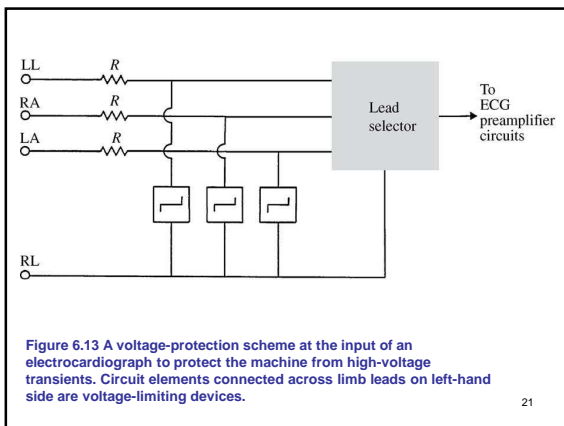 LL
R
RA
R
LA
R
RL
Lead
selector
To
ECG
preamplifier
circuits
Figure 6.13 A voltage-protection scheme at the input of an
electrocardiograph to protect the machine from high-voltage
transients. Circuit elements connected across limb leads on left-hand
side are voltage-limiting devices.
21